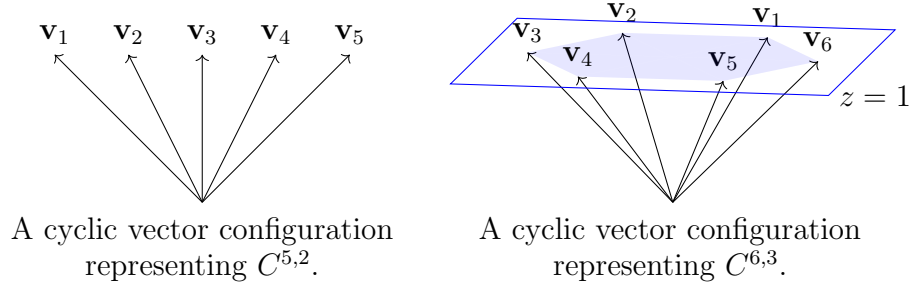 v₁ v₂ v₃ v₄ v₅
A cyclic vector configuration
representing C^{5,2}.
v₂ v₁
v₃ v₆
v₄ v₅
z = 1
A cyclic vector configuration
representing C^{6,3}.